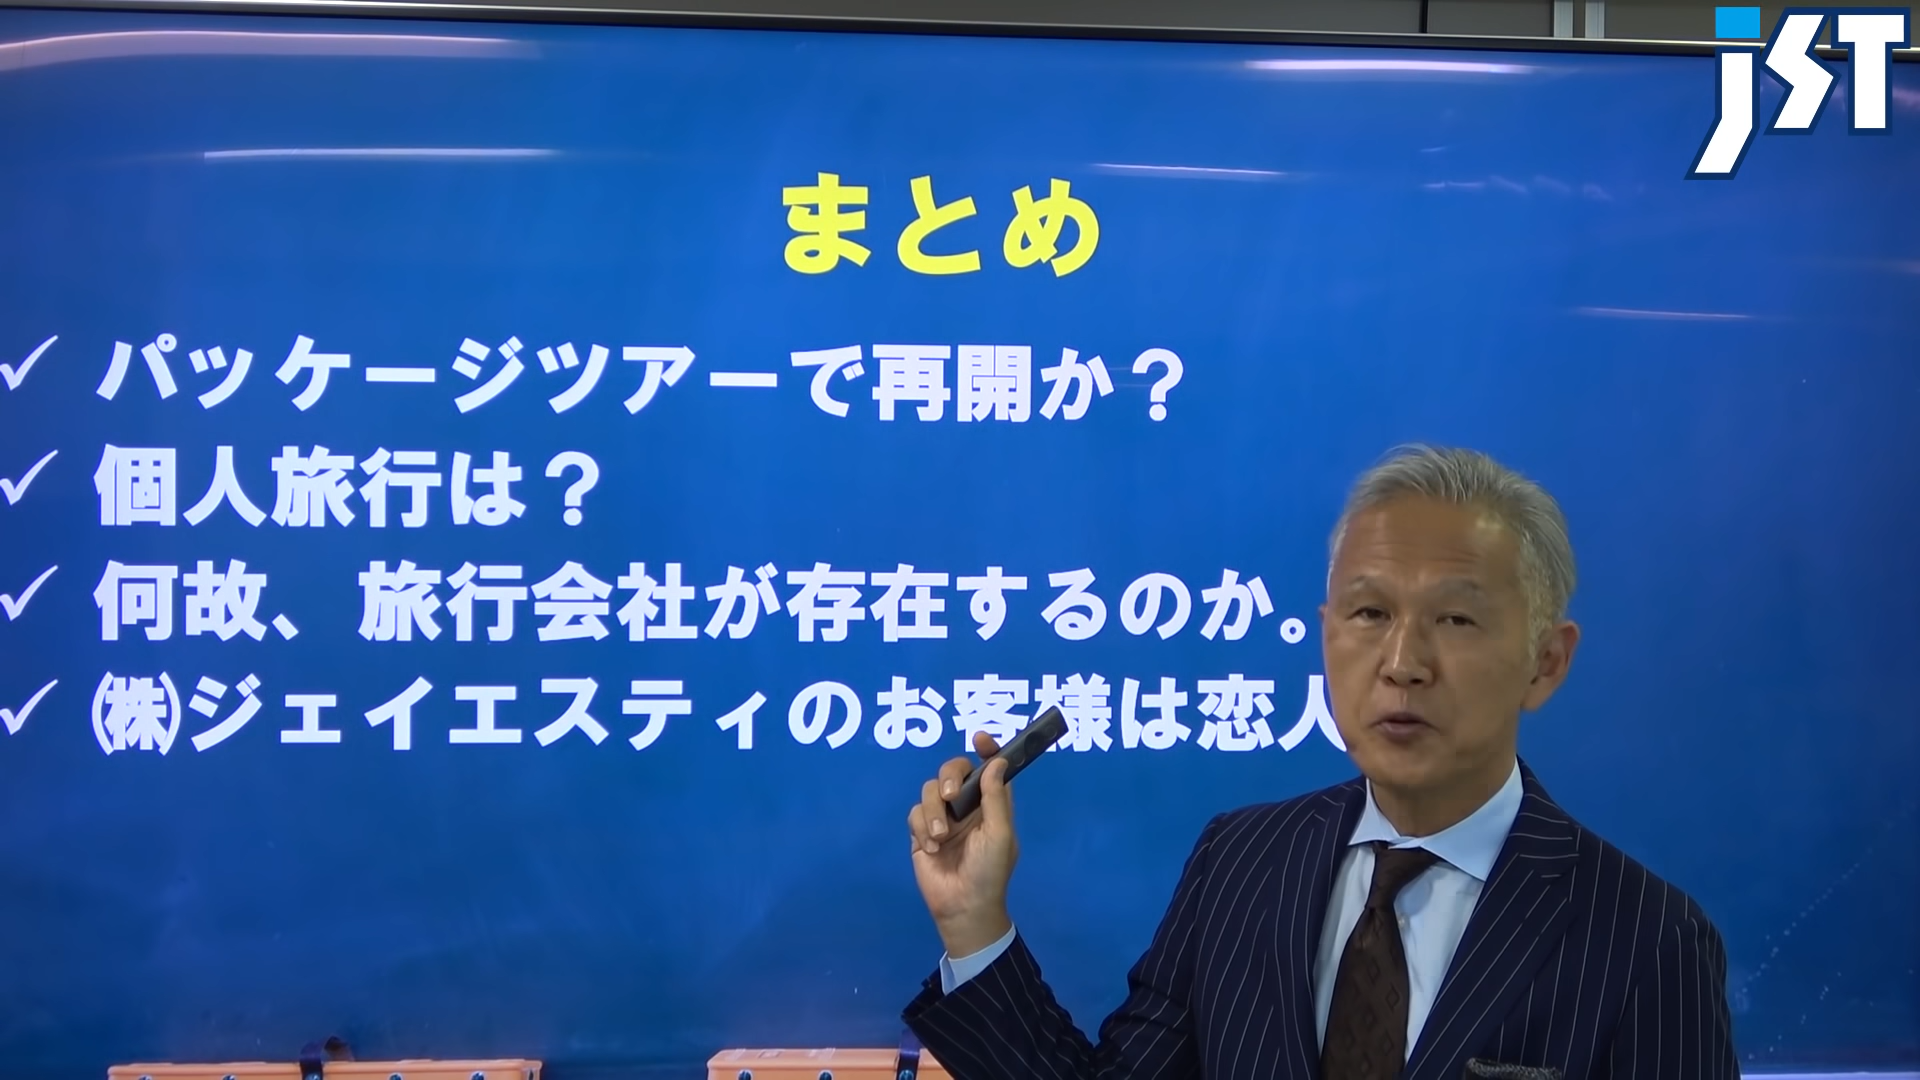 jST
まとめ
✓ パッケージツアーで再開か？
✓ 個人旅行は？
✓ 何故、旅行会社が存在するのか。
✓ ㈱ジェイエスティのお客様は恋人